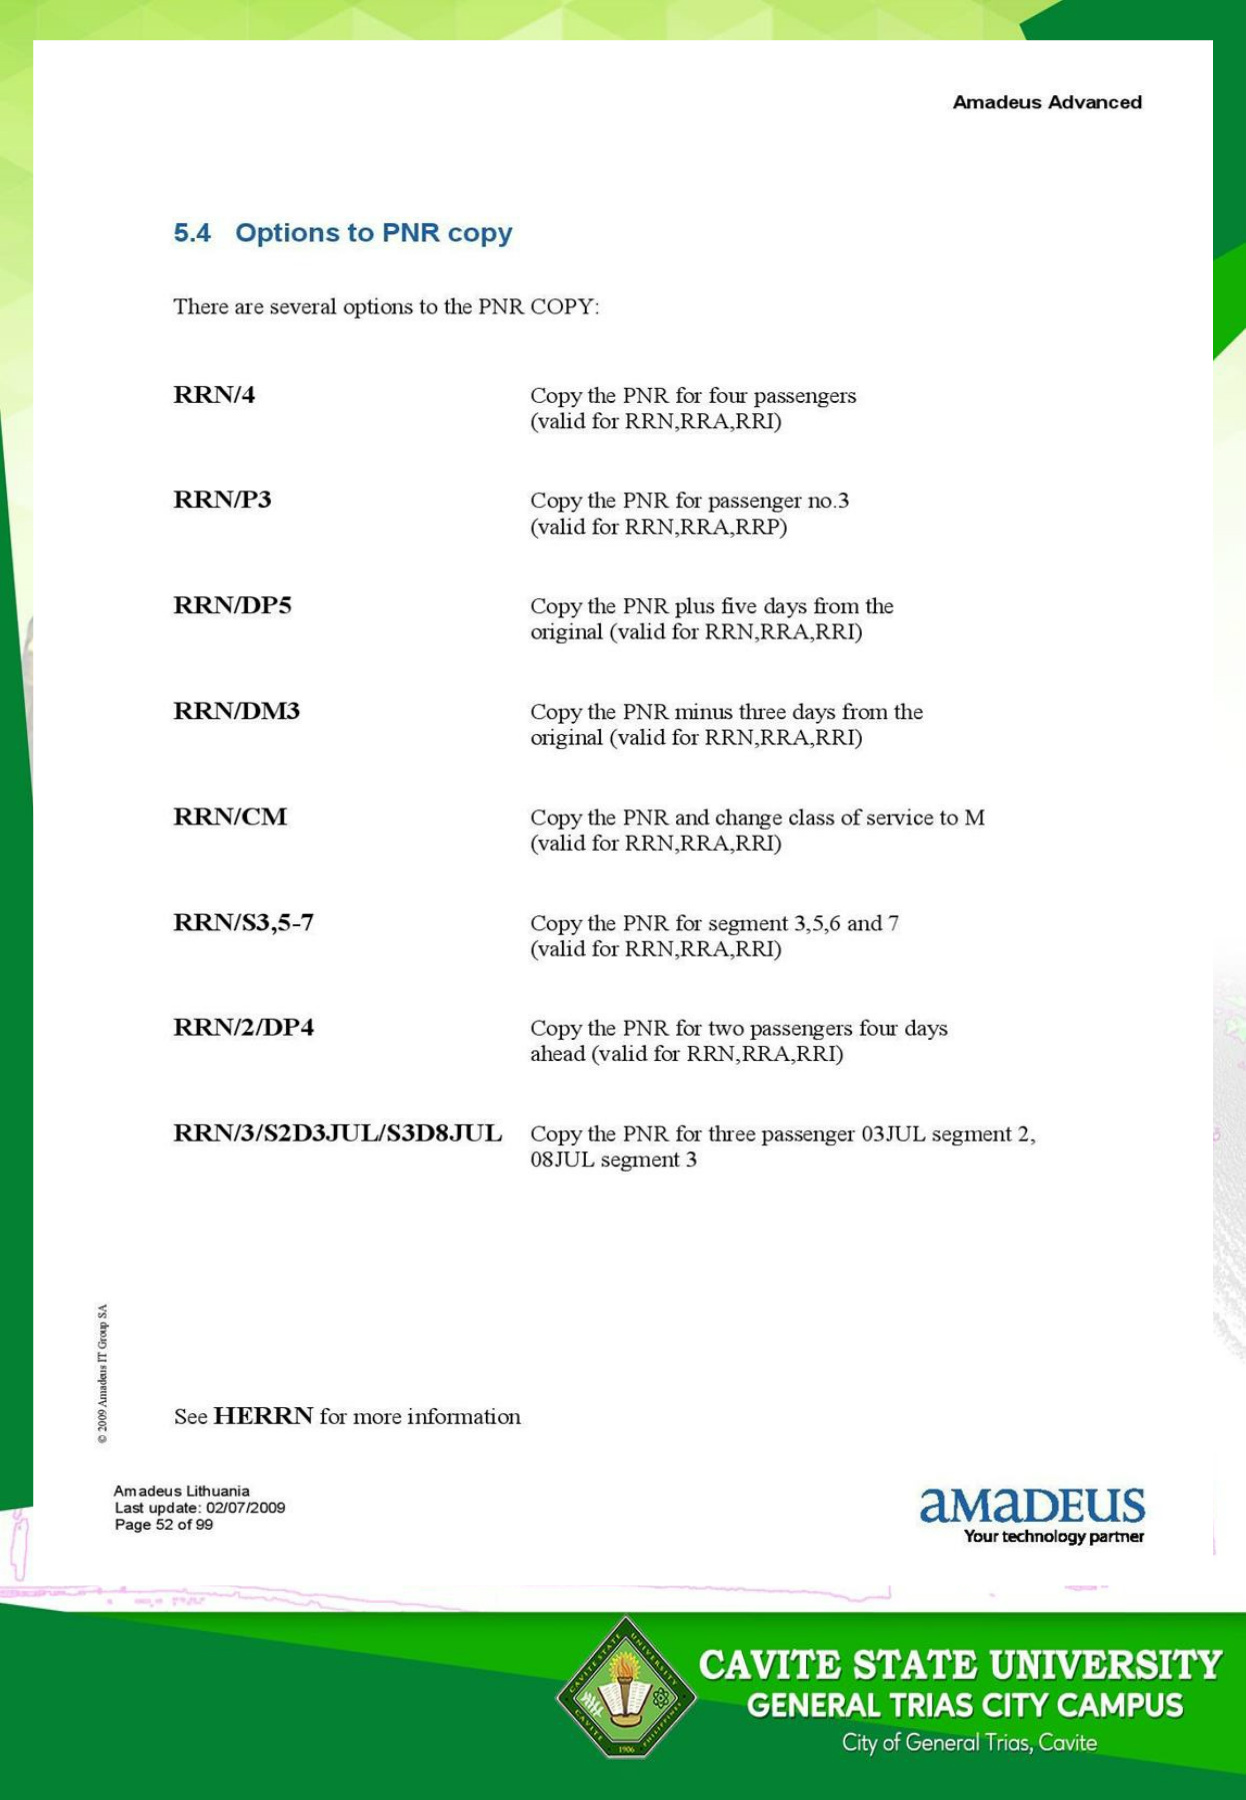 Amadeus Advanced
5.4 Options to PNR copy
There are several options to the PNR COPY:
RRN/4 Copy the PNR for four passengers
(valid for RRN,RRA,RRI)
RRN/P3 Copy the PNR for passenger no.3
(valid for RRN,RRA,RRP)
RRN/DP5 Copy the PNR plus five days from the
original (valid for RRN,RRA,RRI)
RRN/DM3 Copy the PNR minus three days from the
original (valid for RRN,RRA,RRI)
RRN/CM Copy the PNR and change class of service to M
(valid for RRN,RRA,RRI)
RRN/S3,5-7 Copy the PNR for segment 3,5,6 and 7
(valid for RRN,RRA,RRI)
RRN/2/DP4 Copy the PNR for two passengers four days
ahead (valid for RRN,RRA,RRI)
RRN/3/S2D3JUL/S3D8JUL Copy the PNR for three passenger 03JUL segment 2,
08JUL segment 3
© 2009 Amadeus IT Group SA
See HERRN for more information
Amadeus Lithuania
Last update: 02/07/2009
Page 52 of 99
aMaDEUS
Your technology partner
CAVITE STATE UNIVERSITY
CAVITE PHILIPPINES
1906
CAVITE STATE UNIVERSITY
GENERAL TRIAS CITY CAMPUS
City of General Trias, Cavite